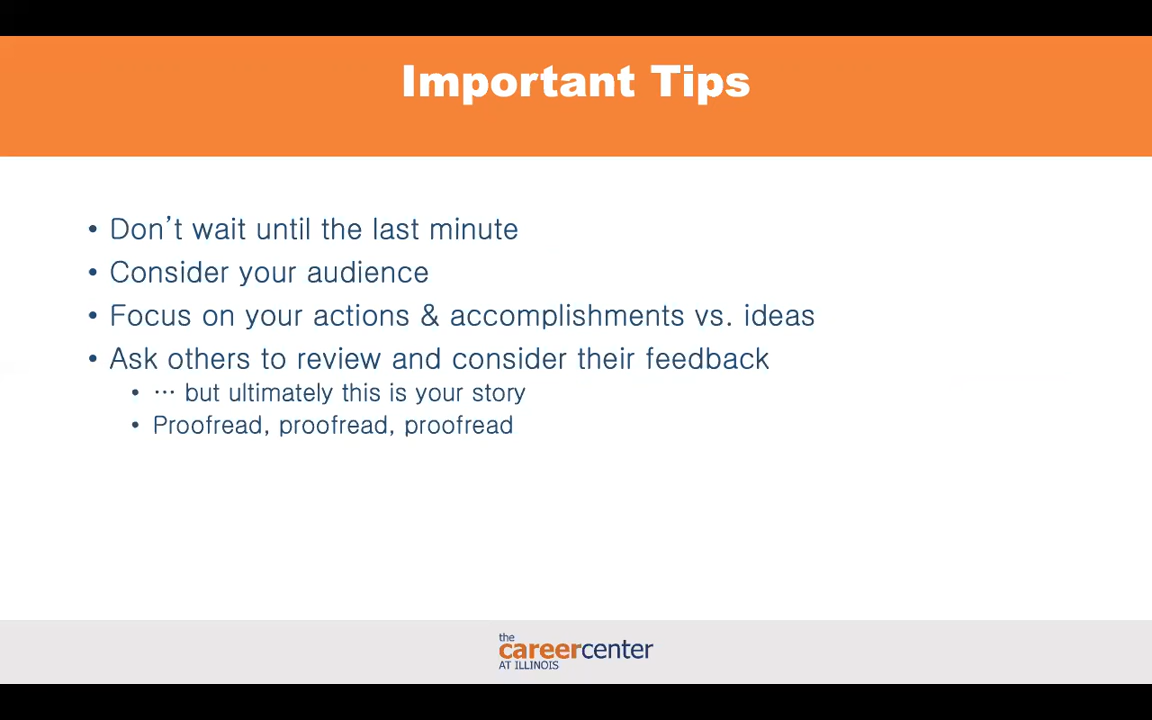 Important Tips
• Don’t wait until the last minute
• Consider your audience
• Focus on your actions & accomplishments vs. ideas
• Ask others to review and consider their feedback
• … but ultimately this is your story
• Proofread, proofread, proofread
the
careercenter
AT ILLINOIS